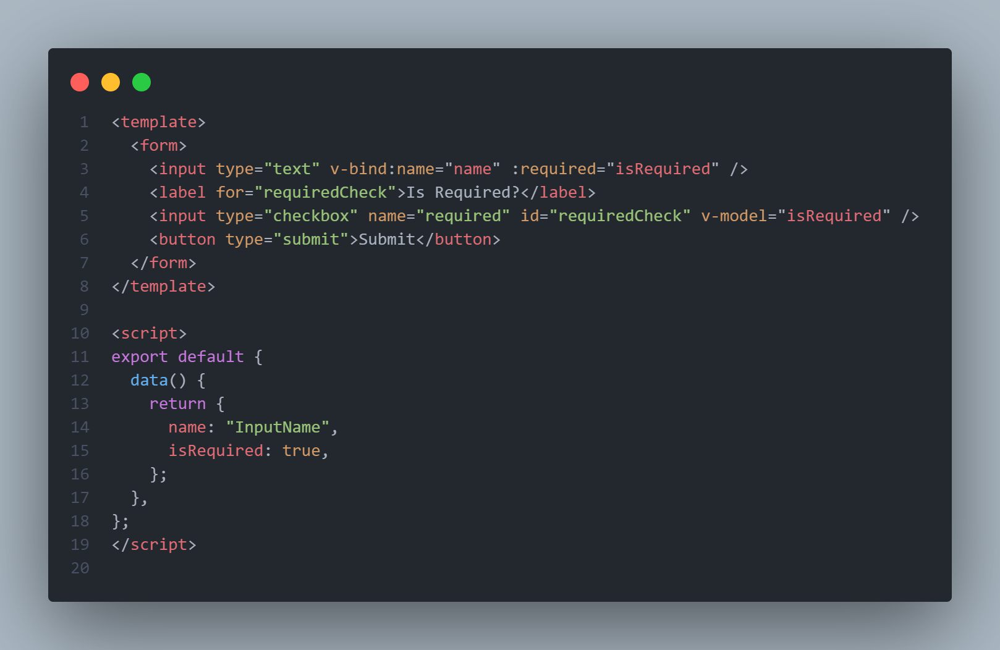 1 <template>
2   <form>
3     <input type="text" v-bind:name="name" :required="isRequired" />
4     <label for="requiredCheck">Is Required?</label>
5     <input type="checkbox" name="required" id="requiredCheck" v-model="isRequired" />
6     <button type="submit">Submit</button>
7   </form>
8 </template>
9
10 <script>
11 export default {
12   data() {
13     return {
14       name: "InputName",
15       isRequired: true,
16     };
17   },
18 };
19 </script>
20